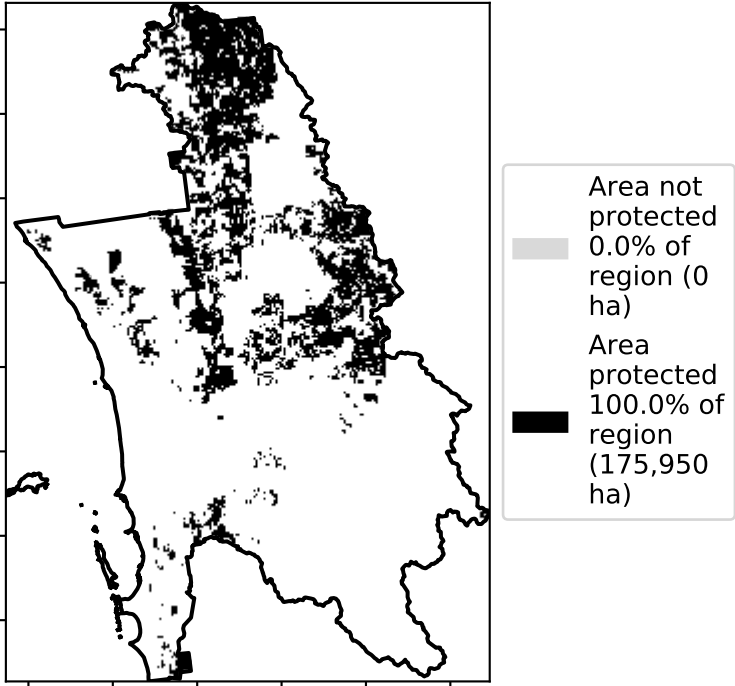 Area not
protected
0.0% of
region (0
ha)
Area
protected
100.0% of
region
(175,950
ha)